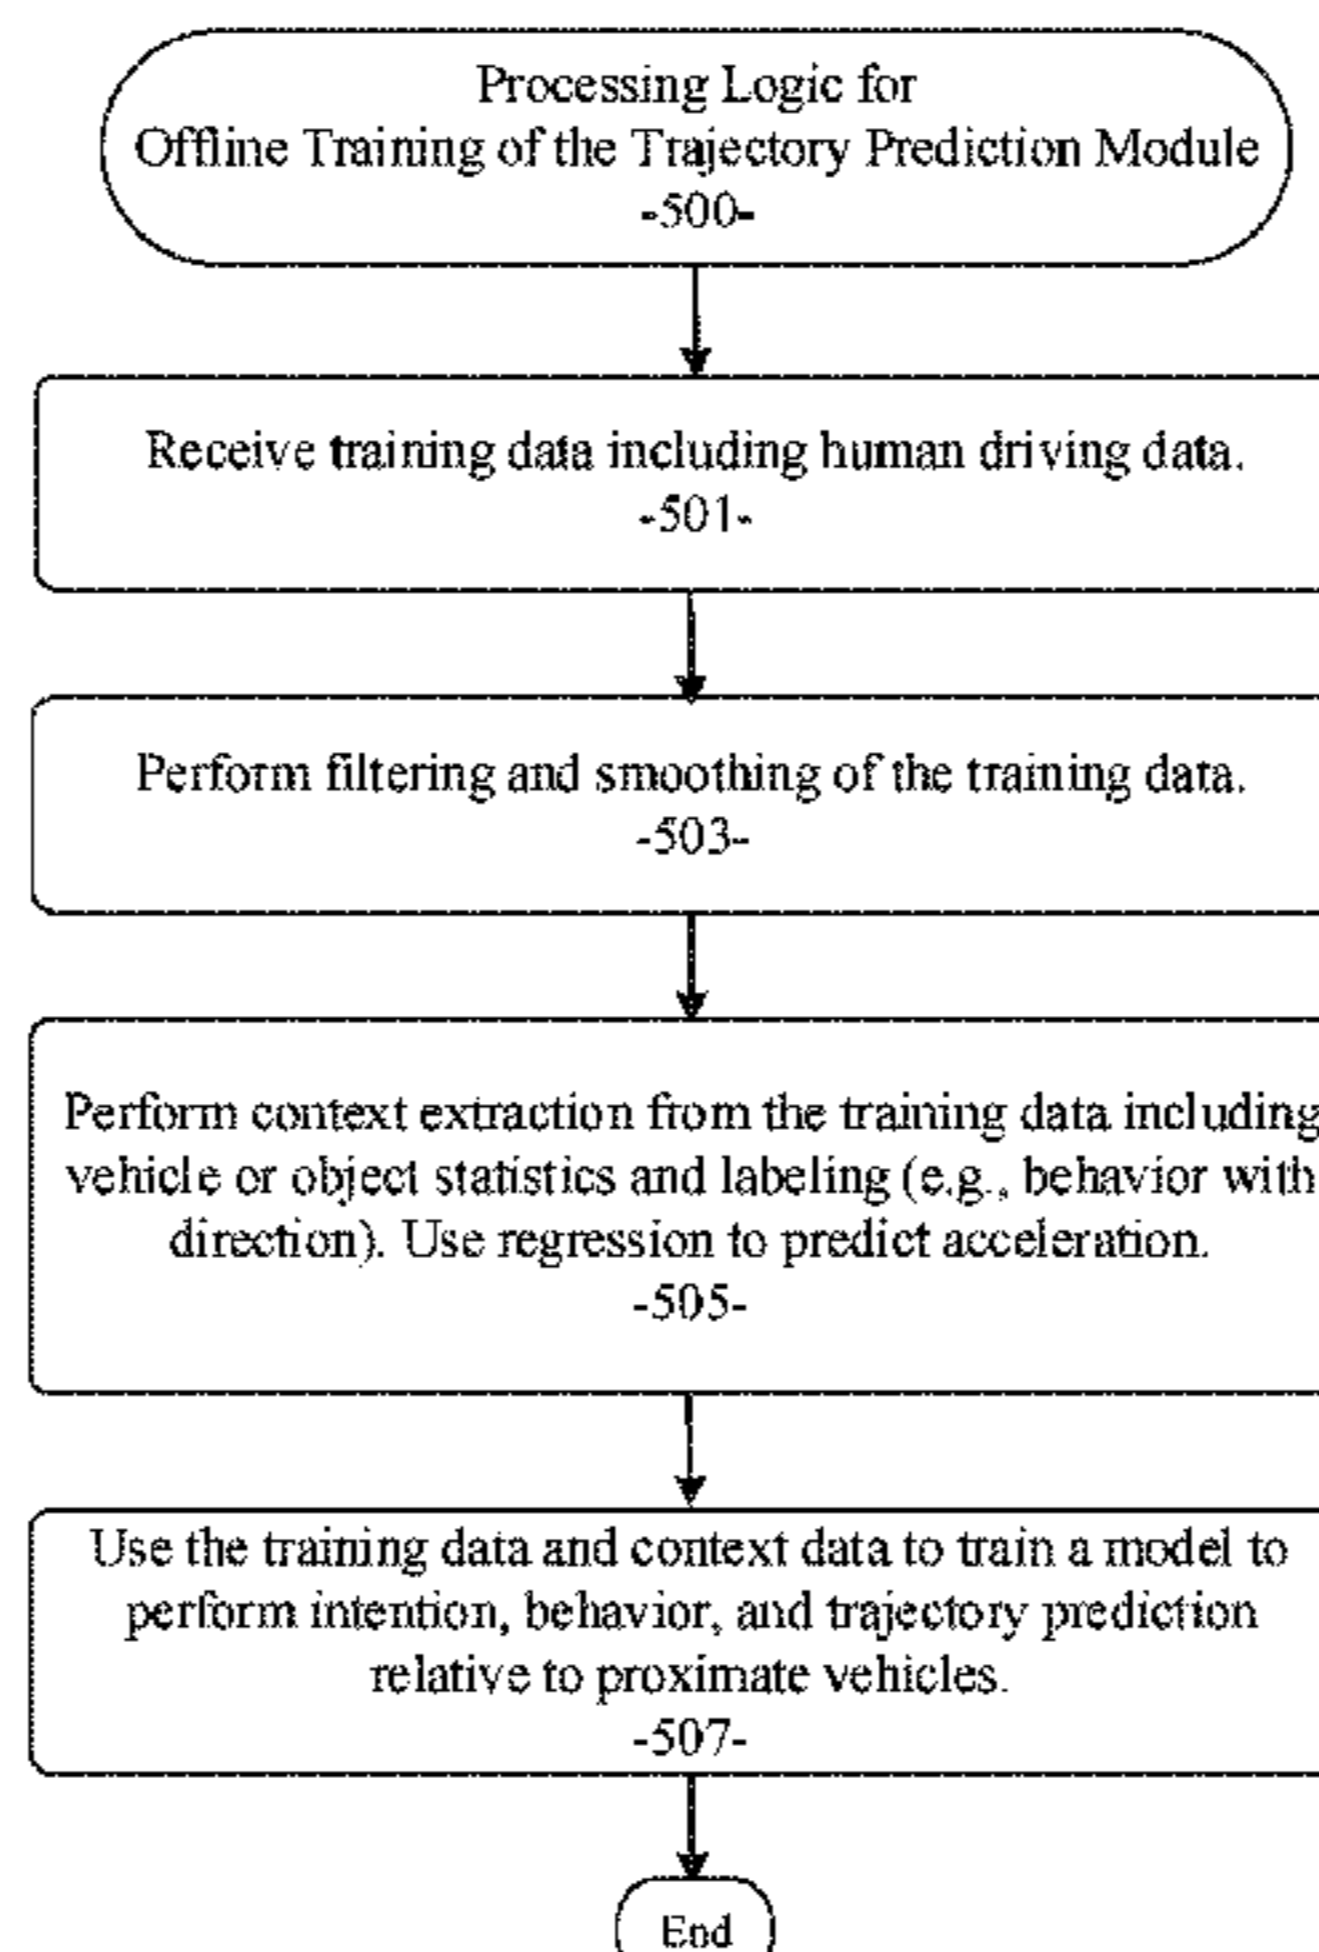 Processing Logic for
Offline Training of the Trajectory Prediction Module
-500-
Receive training data including human driving data.
-501-
Perform filtering and smoothing of the training data.
-503-
Perform context extraction from the training data including
vehicle or object statistics and labeling (e.g., behavior with
direction). Use regression to predict acceleration.
-505-
Use the training data and context data to train a model to
perform intention, behavior, and trajectory prediction
relative to proximate vehicles.
-507-
End